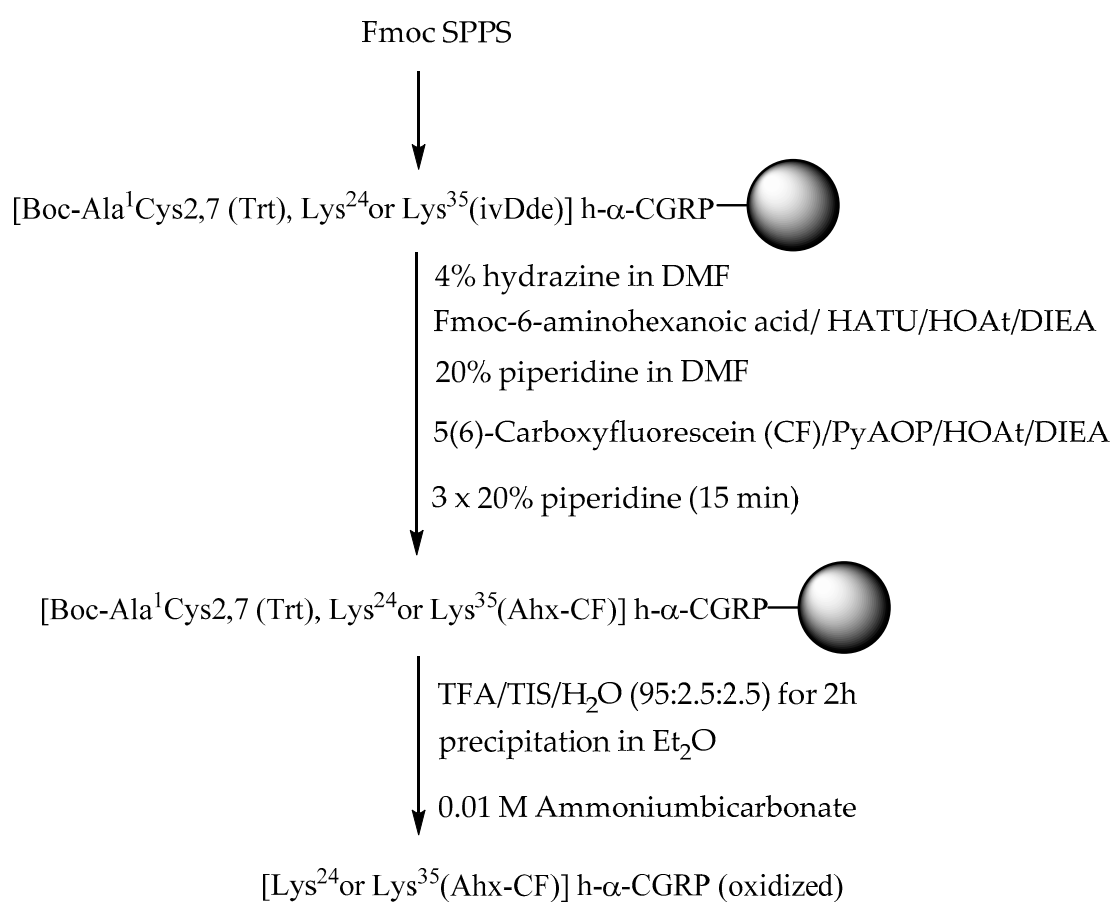 Fmoc SPPS
[Boc-Ala¹Cys2,7 (Trt), Lys²⁴or Lys³⁵(ivDde)] h-α-CGRP
4% hydrazine in DMF
Fmoc-6-aminohexanoic acid/ HATU/HOAt/DIEA
20% piperidine in DMF
5(6)-Carboxyfluorescein (CF)/PyAOP/HOAt/DIEA
3 x 20% piperidine (15 min)
[Boc-Ala¹Cys2,7 (Trt), Lys²⁴or Lys³⁵(Ahx-CF)] h-α-CGRP
TFA/TIS/H₂O (95:2.5:2.5) for 2h
precipitation in Et₂O
0.01 M Ammoniumbicarbonate
[Lys²⁴or Lys³⁵(Ahx-CF)] h-α-CGRP (oxidized)